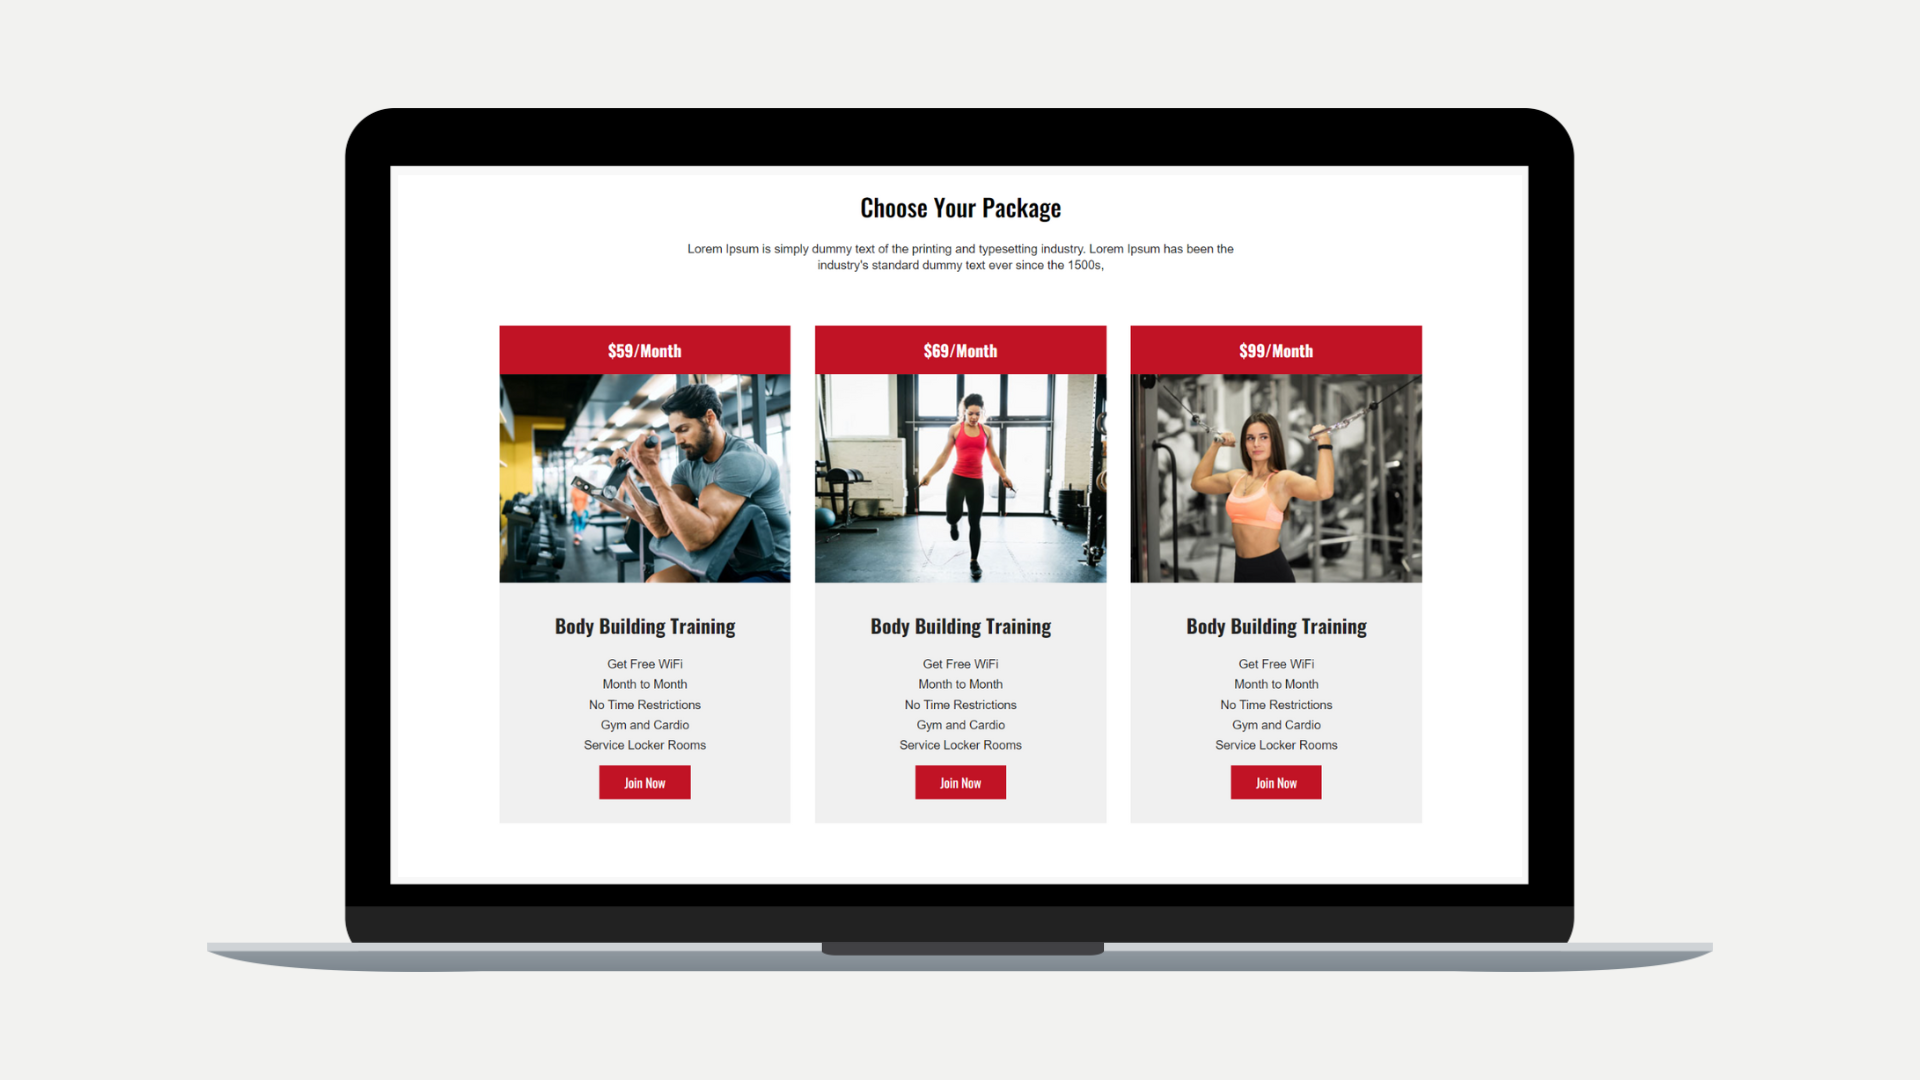 Choose Your Package
Lorem Ipsum is simply dummy text of the printing and typesetting industry. Lorem Ipsum has been the
industry's standard dummy text ever since the 1500s,
$59/Month
Body Building Training
Get Free WiFi
Month to Month
No Time Restrictions
Gym and Cardio
Service Locker Rooms
Join Now
$69/Month
Body Building Training
Get Free WiFi
Month to Month
No Time Restrictions
Gym and Cardio
Service Locker Rooms
Join Now
$99/Month
Body Building Training
Get Free WiFi
Month to Month
No Time Restrictions
Gym and Cardio
Service Locker Rooms
Join Now